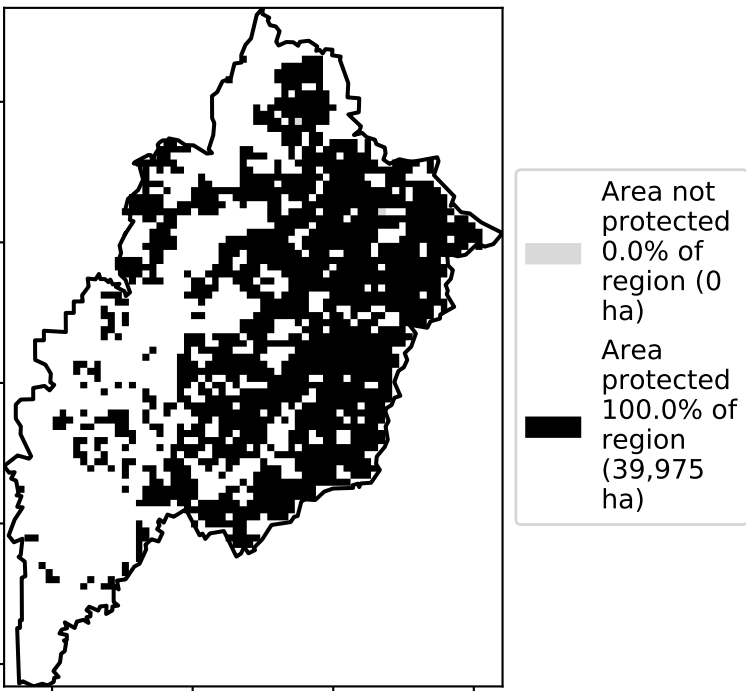 Area not
protected
0.0% of
region (0
ha)
Area
protected
100.0% of
region
(39,975
ha)